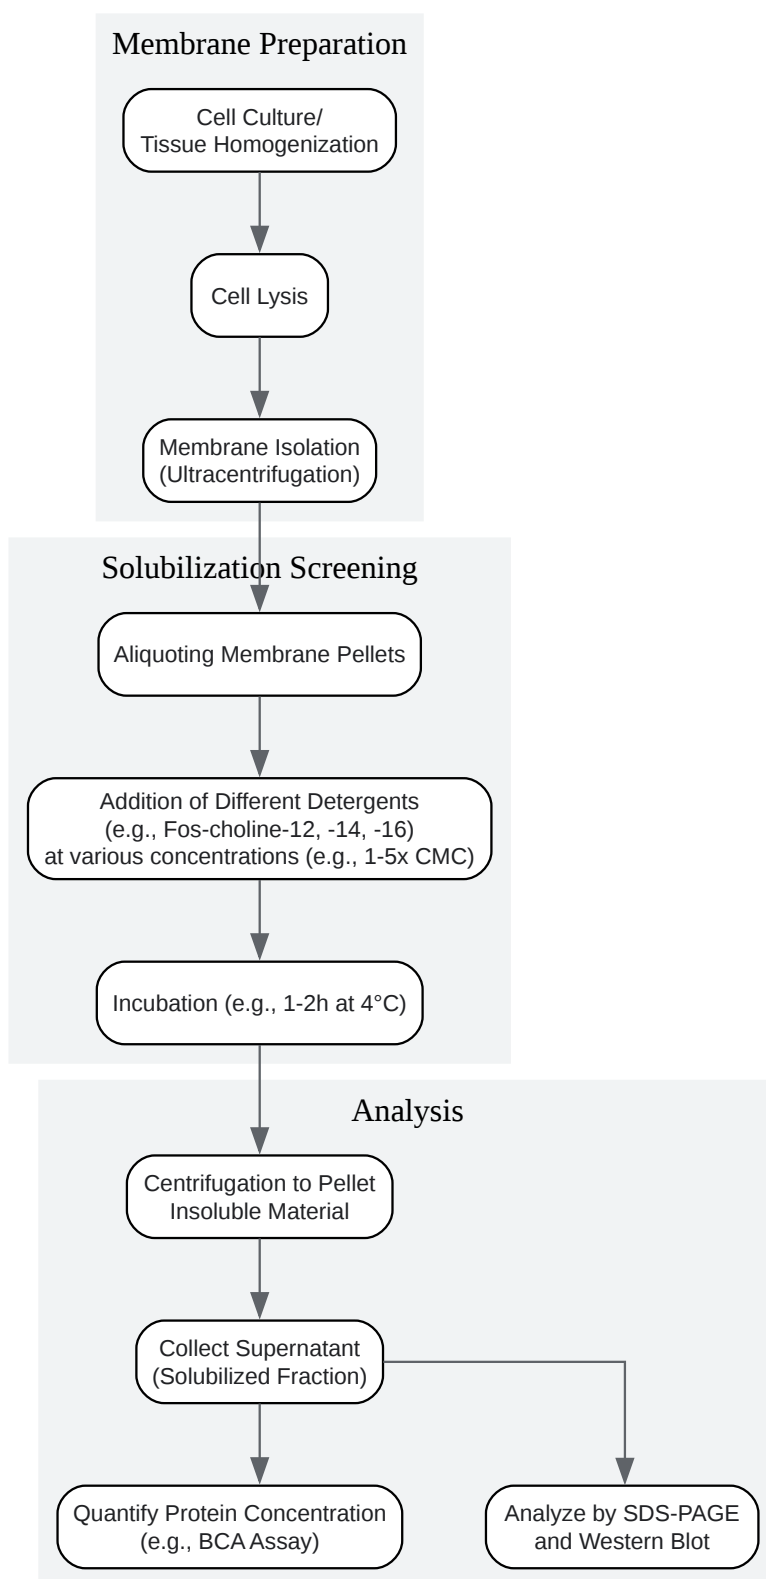 Membrane Preparation
Cell Culture/
Tissue Homogenization
Cell Lysis
Membrane Isolation
(Ultracentrifugation)
Solubilization Screening
Aliquoting Membrane Pellets
Addition of Different Detergents
(e.g., Fos-choline-12, -14, -16)
at various concentrations (e.g., 1-5x CMC)
Incubation (e.g., 1-2h at 4°C)
Analysis
Centrifugation to Pellet
Insoluble Material
Collect Supernatant
(Solubilized Fraction)
Quantify Protein Concentration
(e.g., BCA Assay)
Analyze by SDS-PAGE
and Western Blot